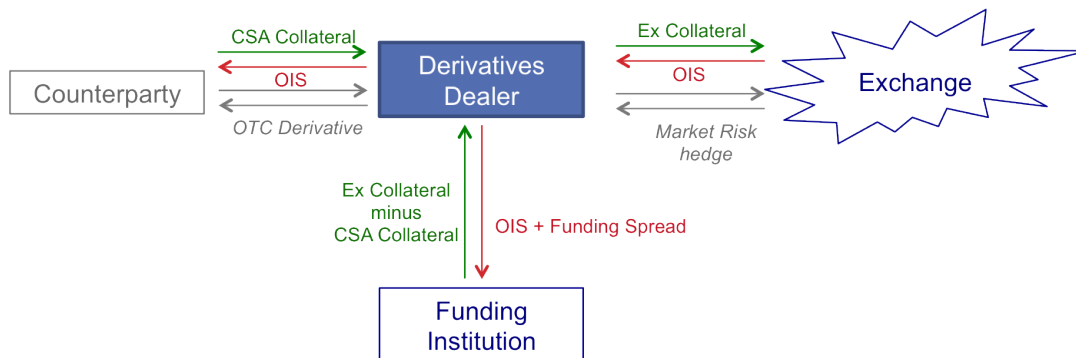 CSA Collateral
OIS
OTC Derivative
Counterparty
Derivatives
Dealer
Ex Collateral
OIS
Market Risk
hedge
Exchange
Ex Collateral
minus
CSA Collateral
OIS + Funding Spread
Funding
Institution